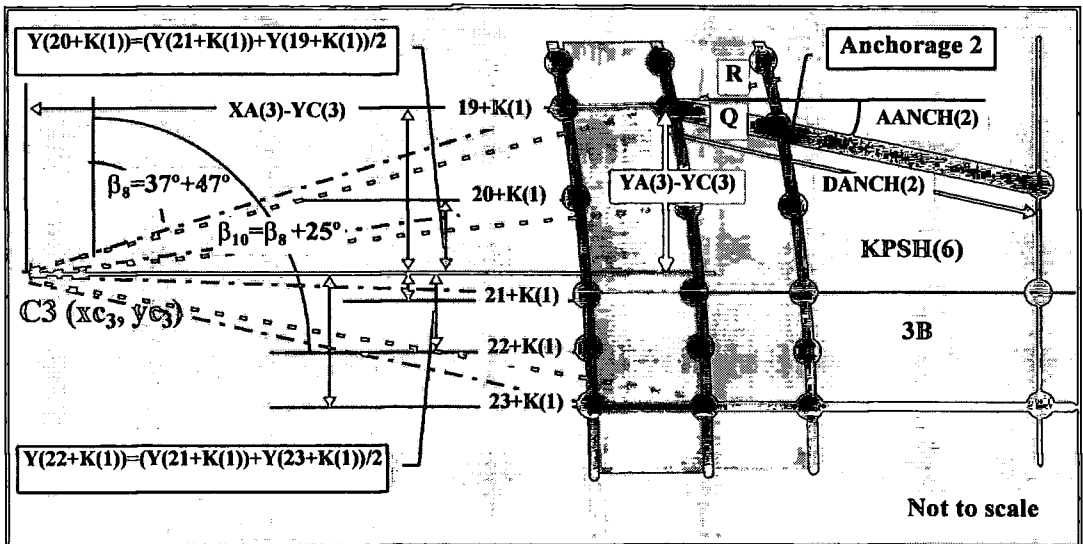 Y(20+K(1))=(Y(21+K(1))+Y(19+K(1))/2
Anchorage 2
R
XA(3)-YC(3)
19+K(1)
Q
AANCH(2)
β8=37°+47°
20+K(1)
YA(3)-YC(3)
DANCH(2)
β10=β8 +25°
KPSH(6)
21+K(1)
C3 (xc3, yc3)
22+K(1)
3B
23+K(1)
Y(22+K(1))=(Y(21+K(1))+Y(23+K(1))/2
Not to scale